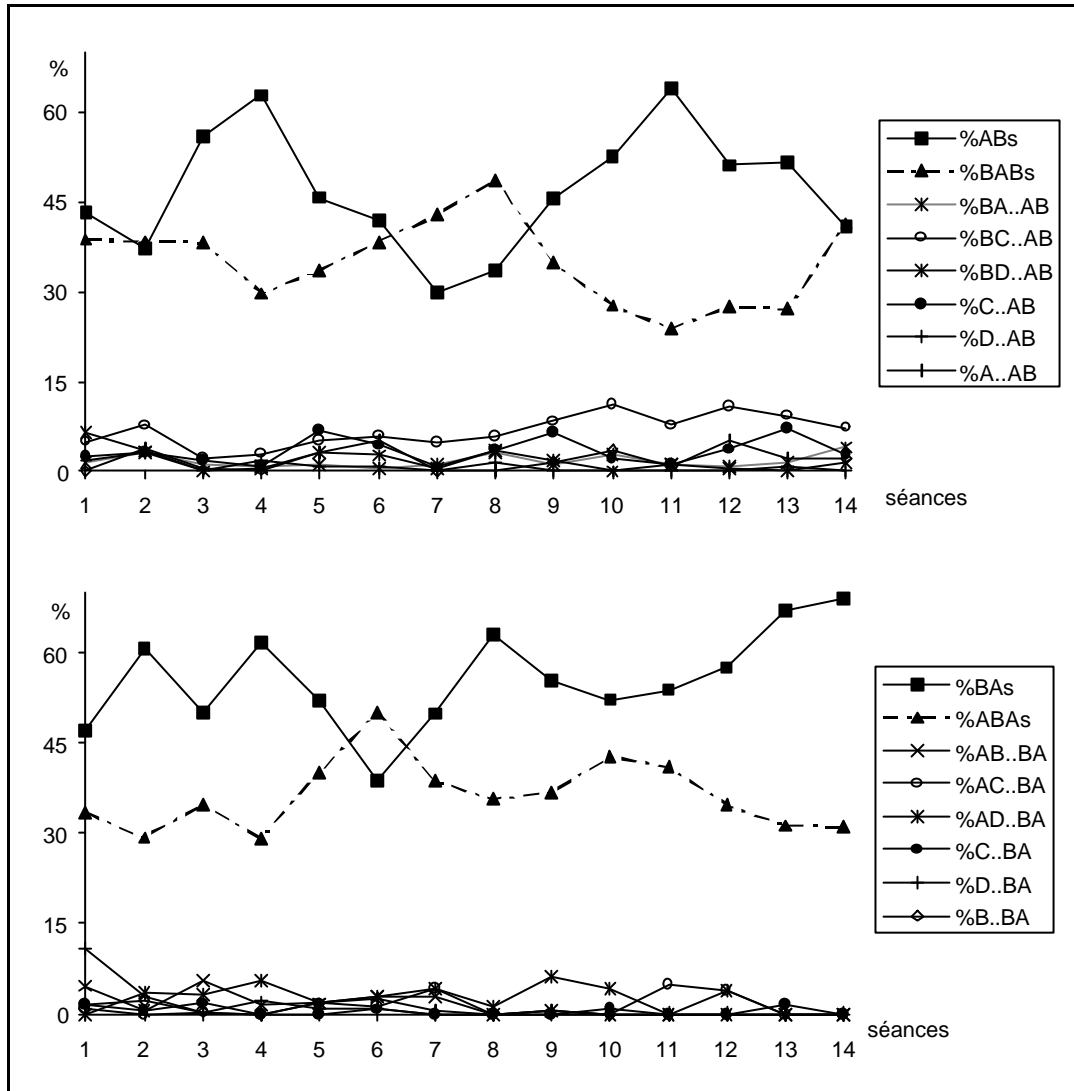 %
60
45
30
15
0
1 2 3 4 5 6 7 8 9 10 11 12 13 14
séances
%ABs
%BABs
%BA..AB
%BC..AB
%BD..AB
%C..AB
%D..AB
%A..AB
%
60
45
30
15
0
1 2 3 4 5 6 7 8 9 10 11 12 13 14
séances
%BAs
%ABAs
%AB..BA
%AC..BA
%AD..BA
%C..BA
%D..BA
%B..BA